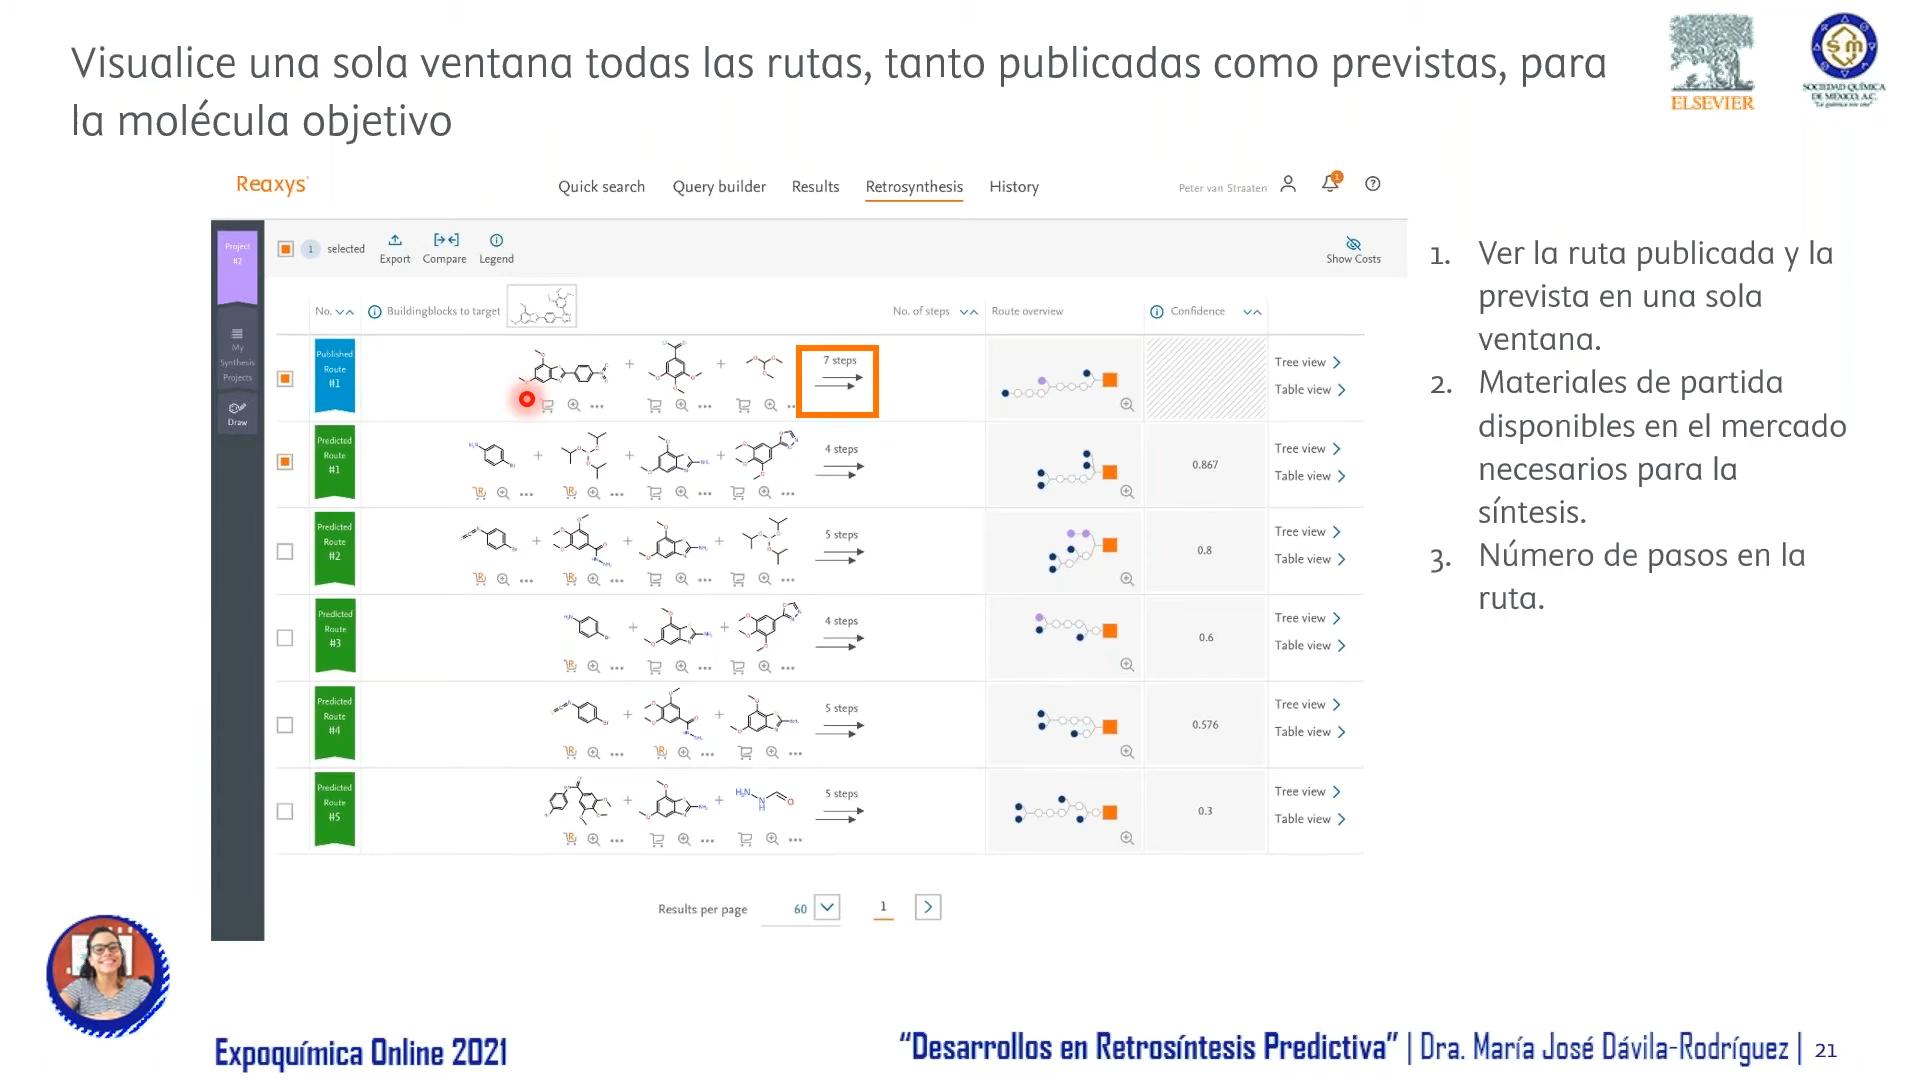 Visualice una sola ventana todas las rutas, tanto publicadas como previstas, para
la molécula objetivo
ELSEVIER
SOCIEDAD QUÍMICA
DE MÉXICO, A.C.
Reaxys
Quick search
Query builder
Results
Retrosynthesis
History
Peter van Straaten
1
Project
#2
My
Synthesis
Projects
Draw
1 selected
Export
Compare
Legend
Show Costs
No.
Buildingblocks to target
No. of steps
Route overview
Confidence
Published
Route
#1
7 steps
Tree view
Table view
Predicted
Route
#1
4 steps
0.867
Tree view
Table view
Predicted
Route
#2
5 steps
0.8
Tree view
Table view
Predicted
Route
#3
4 steps
0.6
Tree view
Table view
Predicted
Route
#4
5 steps
0.576
Tree view
Table view
Predicted
Route
#5
5 steps
0.3
Tree view
Table view
Results per page 60 1
1. Ver la ruta publicada y la
prevista en una sola
ventana.
2. Materiales de partida
disponibles en el mercado
necesarios para la
síntesis.
3. Número de pasos en la
ruta.
Expoquímica Online 2021
“Desarrollos en Retrosíntesis Predictiva” | Dra. María José Dávila-Rodríguez | 21